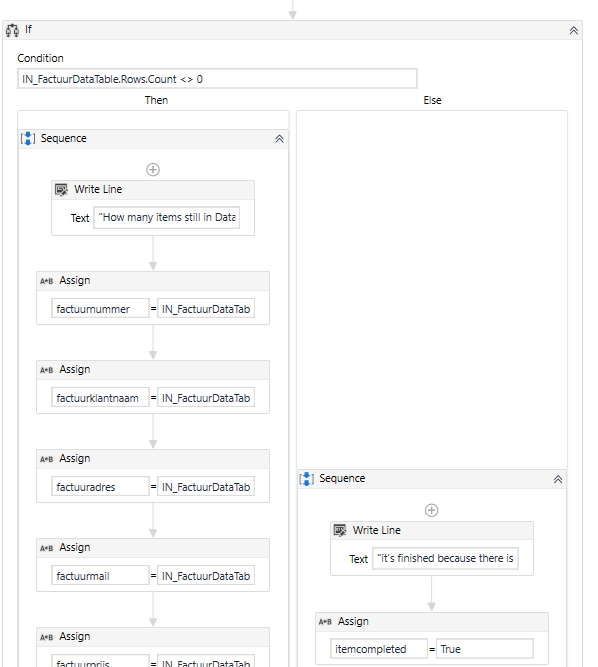 If
Condition
IN_FactuurDataTable.Rows.Count <> 0
Then
Else
Sequence
Write Line
Text "How many items still in Data
A+B Assign
factuurnummer = IN_FactuurDataTab
A+B Assign
factuurklantnaam = IN_FactuurDataTab
A+B Assign
factuuradres = IN_FactuurDataTab
A+B Assign
factuurmail = IN_FactuurDataTab
A+B Assign
factuurprijs = IN_FactuurDataTab
Sequence
Write Line
Text "it's finished because there is
A+B Assign
itemcompleted = True